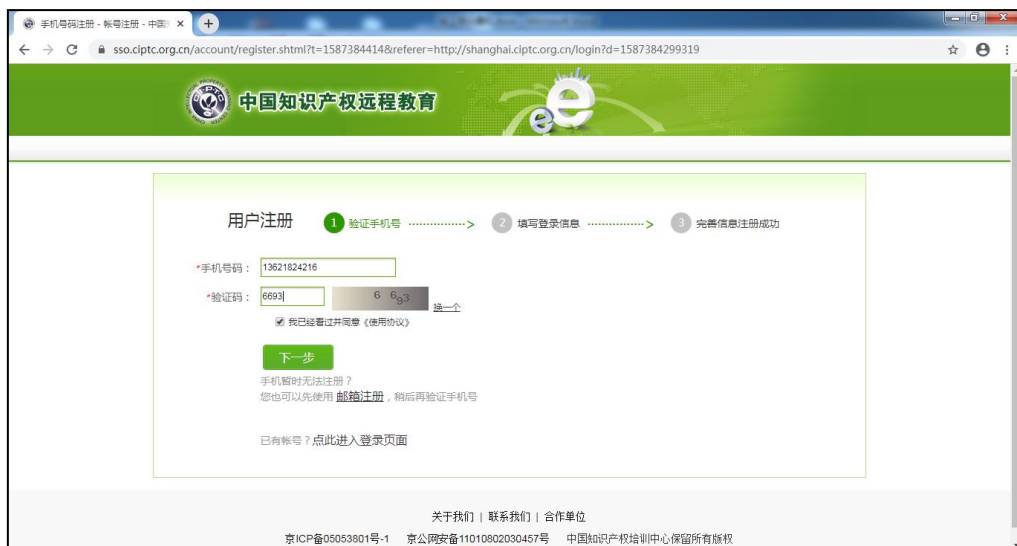 手机号码注册 - 帐号注册 - 中国
sso.ciptc.org.cn/account/register.shtml?t=1587384414&referer=http://shanghai.ciptc.org.cn/login?d=1587384299319
中国知识产权远程教育
用户注册 1 验证手机号 ...............> 2 填写登录信息 ...............> 3 完善信息注册成功
*手机号码： 13621824216
*验证码： 6693 6 693 换一个
我已经看过并同意《使用协议》
下一步
手机暂时无法注册？
您也可以先使用 邮箱注册，稍后再验证手机号
已有帐号？点此进入登录页面
关于我们 | 联系我们 | 合作单位
京ICP备05053801号-1 京公网安备11010802030457号 中国知识产权培训中心保留所有版权